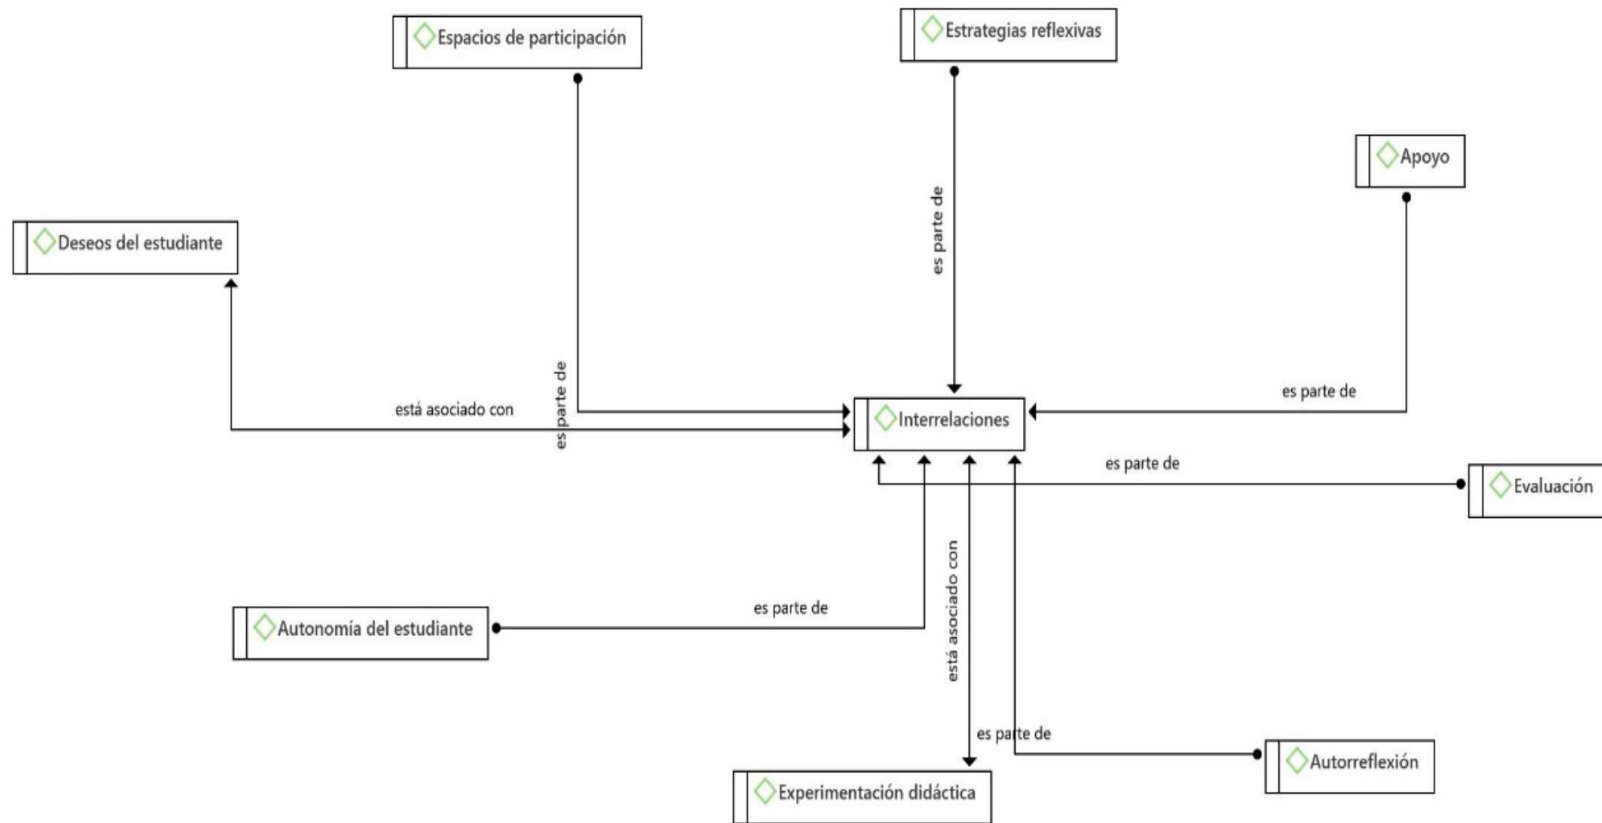 Estrategias reflexivas
Espacios de participación
Apoyo
es parte de
Deseos del estudiante
es parte de
es parte de
está asociado con
Interrelaciones
es parte de
Evaluación
está asociado con
es parte de
Autonomía del estudiante
es parte de
Autorreflexión
Experimentación didáctica